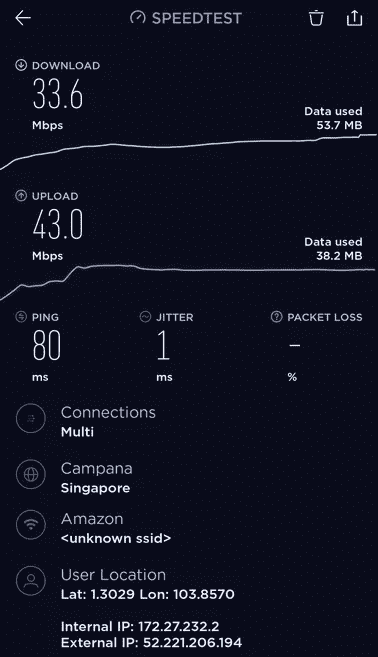 SPEEDTEST
DOWNLOAD
33.6
Mbps
Data used
53.7 MB
UPLOAD
43.0
Mbps
Data used
38.2 MB
PING
80
ms
JITTER
1
ms
PACKET LOSS
–
%
Connections
Multi
Campana
Singapore
Amazon
<unknown ssid>
User Location
Lat: 1.3029 Lon: 103.8570
Internal IP: 172.27.232.2
External IP: 52.221.206.194